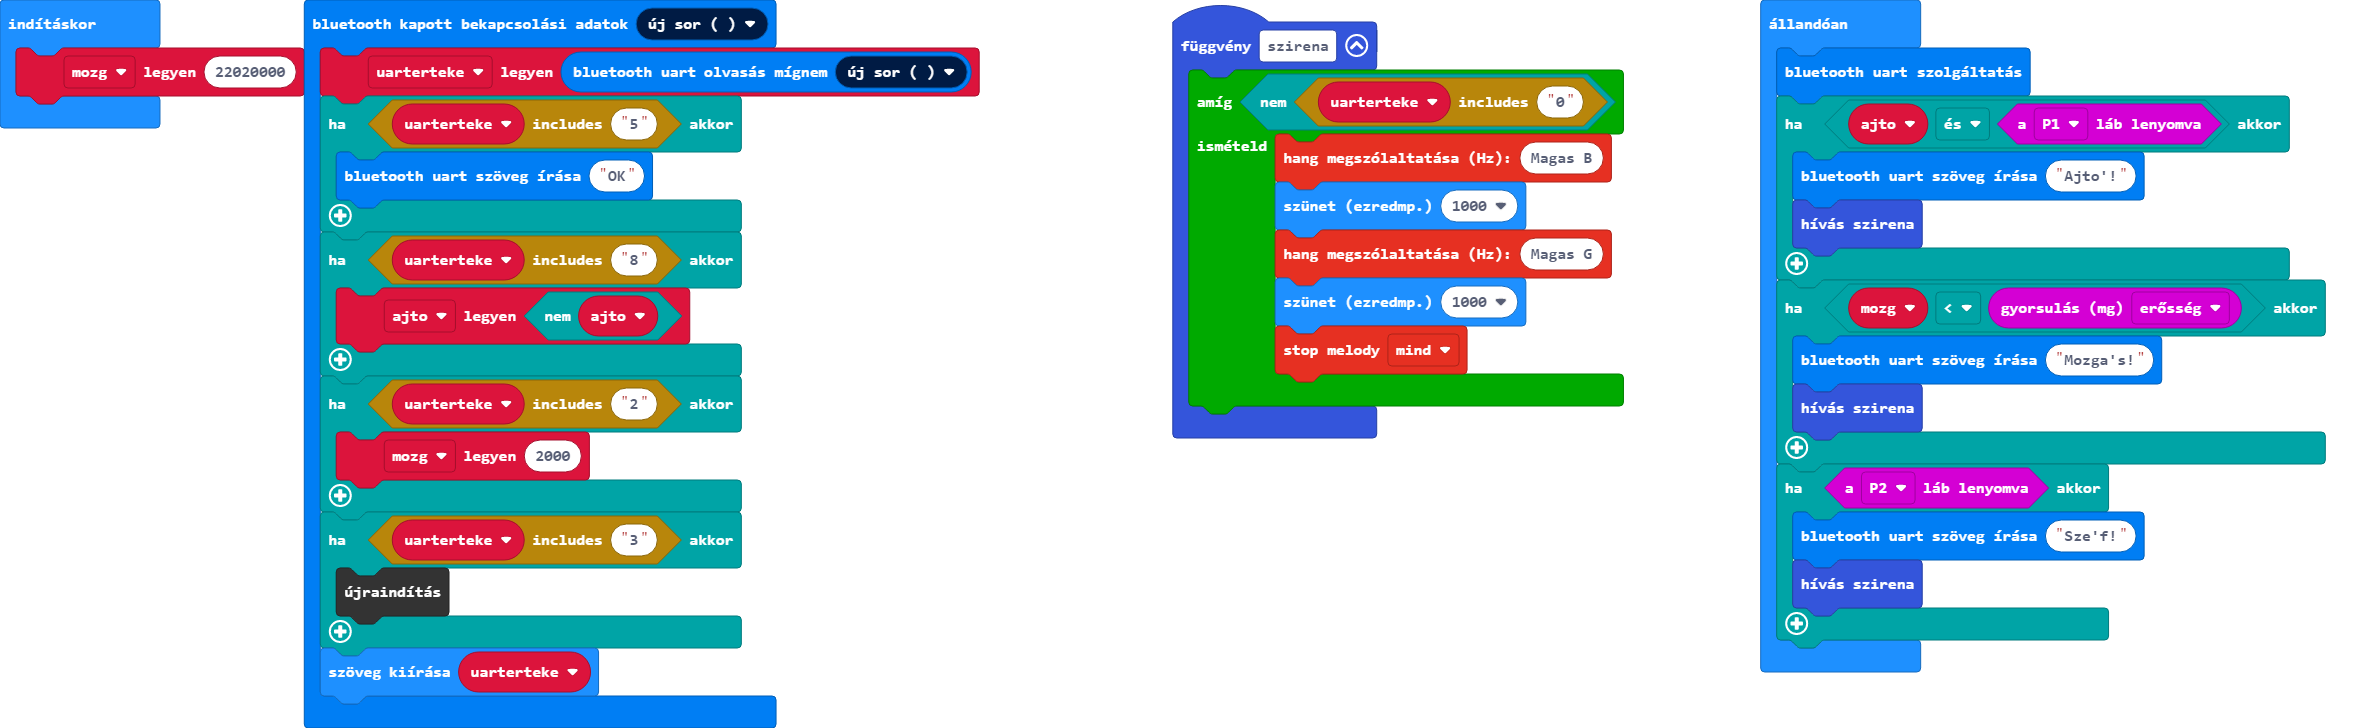 indításkor
mozg legyen 22020000
bluetooth kapott bekapcsolási adatok új sor ( )
uarterteke legyen bluetooth uart olvasás mígnem új sor ( )
ha uarterteke includes "5" akkor
bluetooth uart szöveg írása "OK"
ha uarterteke includes "8" akkor
ajto legyen nem ajto
ha uarterteke includes "2" akkor
mozg legyen 2000
ha uarterteke includes "3" akkor
újraindítás
szöveg kiírása uarterteke
függvény szirena
amíg nem uarterteke includes "0"
ismételd
hang megszólaltatása (Hz): Magas B
szünet (ezredmp.) 1000
hang megszólaltatása (Hz): Magas G
szünet (ezredmp.) 1000
stop melody mind
állandóan
bluetooth uart szolgáltatás
ha ajto és a P1 láb lenyomva akkor
bluetooth uart szöveg írása "Ajto'!"
hívás szirena
ha mozg < gyorsulás (mg) erősség akkor
bluetooth uart szöveg írása "Mozga's!"
hívás szirena
ha a P2 láb lenyomva akkor
bluetooth uart szöveg írása "Sze'f!"
hívás szirena